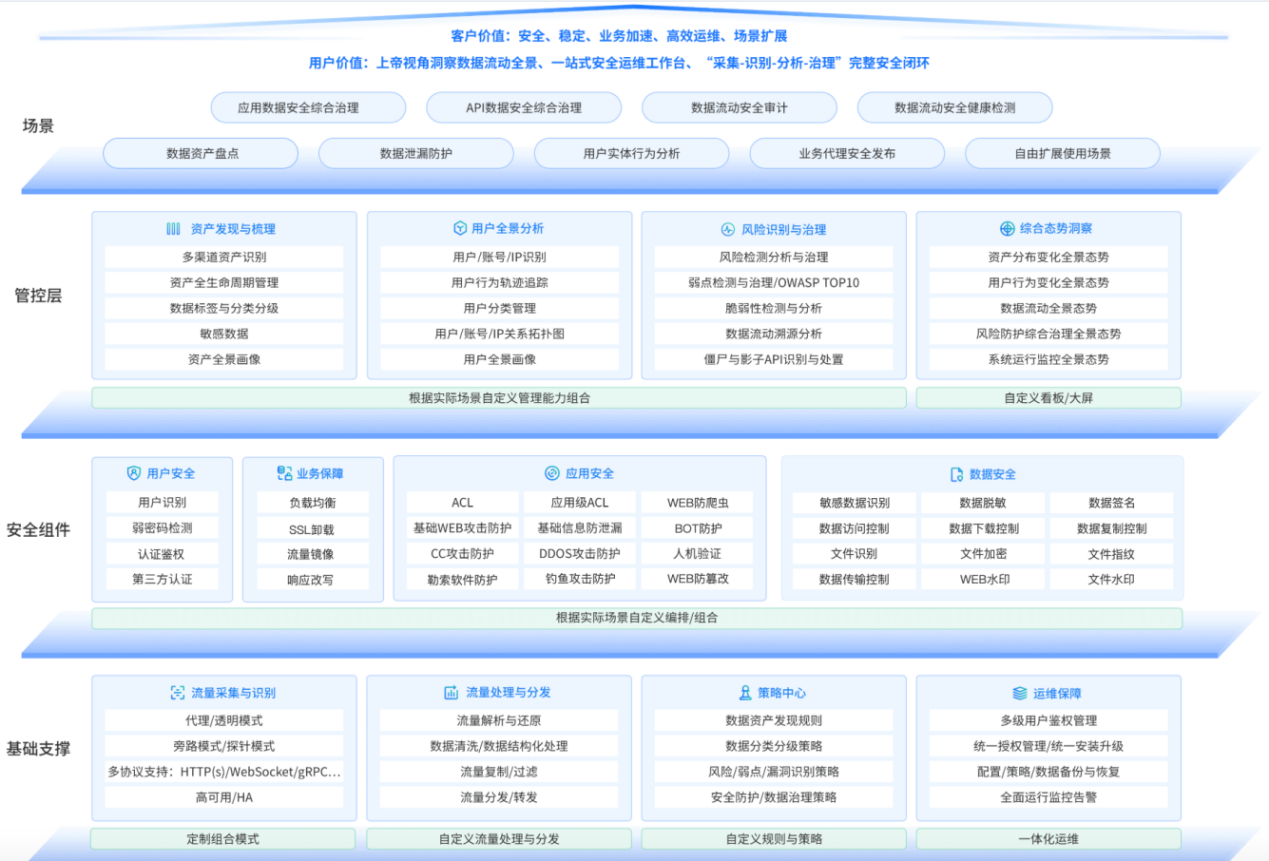 客户价值：安全、稳定、业务加速、高效运维、场景扩展
用户价值：上帝视角洞察数据流动全景、一站式安全运维工作台、“采集-识别-分析-治理”完整安全闭环
场景
应用数据安全综合治理
API数据安全综合治理
数据流动安全审计
数据流动安全健康检测
数据资产盘点
数据泄漏防护
用户实体行为分析
业务代理安全发布
自由扩展使用场景
管控层
资产发现与梳理
多渠道资产识别
资产全生命周期管理
数据标签与分类分级
敏感数据
资产全景画像
用户全景分析
用户/账号/IP识别
用户行为轨迹追踪
用户分类管理
用户/账号/IP关系拓扑图
用户全景画像
风险识别与治理
风险检测分析与治理
弱点检测与治理/OWASP TOP10
脆弱性检测与分析
数据流动溯源分析
僵尸与影子API识别与处置
综合态势洞察
资产分布变化全景态势
用户行为变化全景态势
数据流动全景态势
风险防护综合治理全景态势
系统运行监控全景态势
根据实际场景自定义管理能力组合
自定义看板/大屏
安全组件
用户安全
用户识别
弱密码检测
认证鉴权
第三方认证
业务保障
负载均衡
SSL卸载
流量镜像
响应改写
应用安全
ACL
应用级ACL
WEB防爬虫
基础WEB攻击防护
基础信息防泄漏
BOT防护
CC攻击防护
DDOS攻击防护
人机验证
勒索软件防护
钓鱼攻击防护
WEB防篡改
数据安全
敏感数据识别
数据脱敏
数据签名
数据访问控制
数据下载控制
数据复制控制
文件识别
文件加密
文件指纹
数据传输控制
WEB水印
文件水印
根据实际场景自定义编排/组合
基础支撑
流量采集与识别
代理/透明模式
旁路模式/探针模式
多协议支持：HTTP(s)/WebSocket/gRPC...
高可用/HA
流量处理与分发
流量解析与还原
数据清洗/数据结构化处理
流量复制/过滤
流量分发/转发
策略中心
数据资产发现规则
数据分类分级策略
风险/弱点/漏洞识别策略
安全防护/数据治理策略
运维保障
多级用户鉴权管理
统一授权管理/统一安装升级
配置/策略/数据备份与恢复
全面运行监控告警
定制组合模式
自定义流量处理与分发
自定义规则与策略
一体化运维